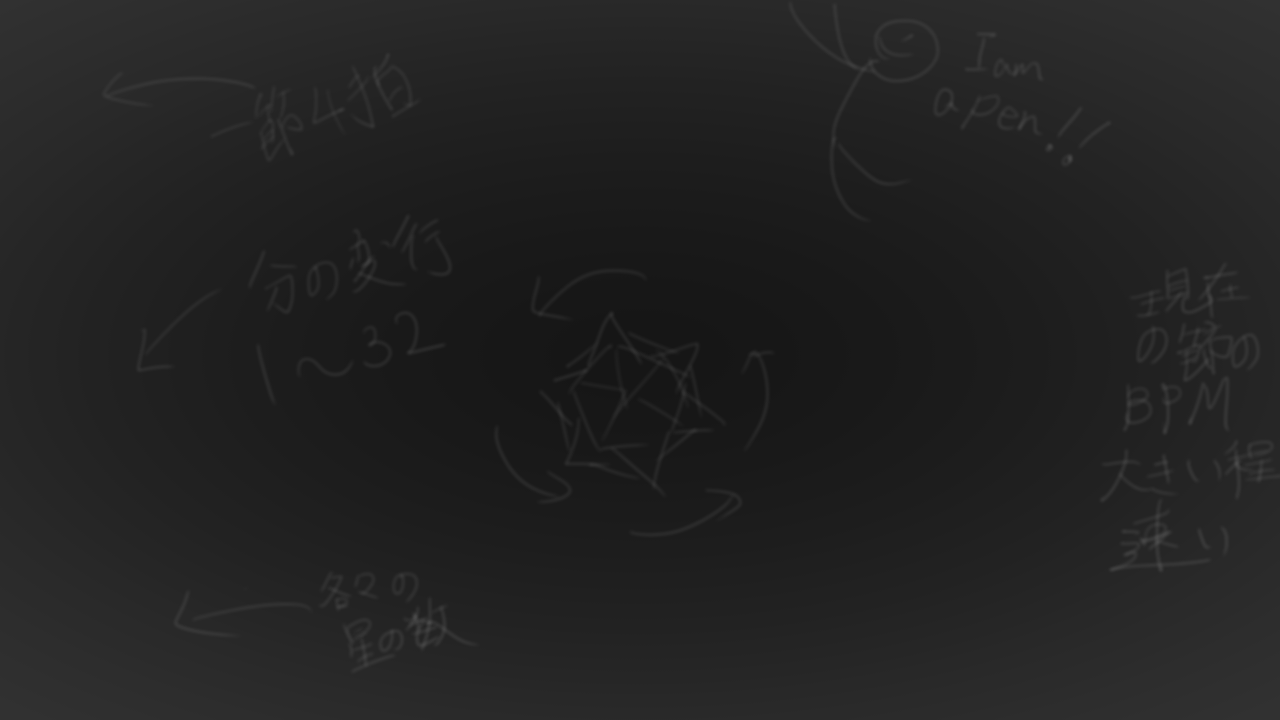 一節4拍
I am
a pen!!
分の変行
1～32
現在
の節の
BPM
大きい程
速い
各々の
星の数